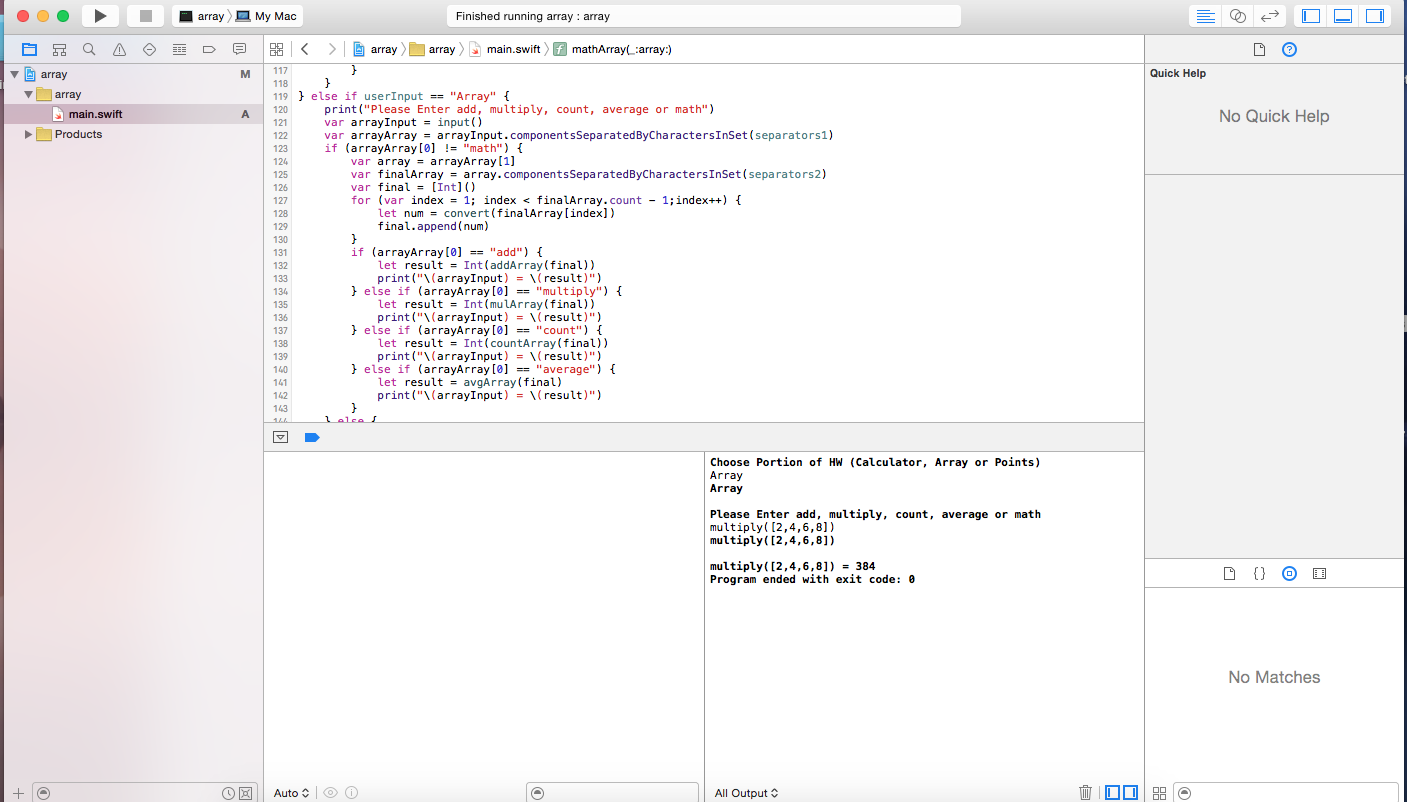 array My Mac
Finished running array : array
array array main.swift mathArray(_:array:)
array M
array
main.swift A
Products
117 }
118 }
119 } else if userInput == "Array" {
120 print("Please Enter add, multiply, count, average or math")
121 var arrayInput = input()
122 var arrayArray = arrayInput.componentsSeparatedByCharactersInSet(separators1)
123 if (arrayArray[0] != "math") {
124 var array = arrayArray[1]
125 var finalArray = array.componentsSeparatedByCharactersInSet(separators2)
126 var final = [Int]()
127 for (var index = 1; index < finalArray.count - 1;index++) {
128 let num = convert(finalArray[index])
129 final.append(num)
130 }
131 if (arrayArray[0] == "add") {
132 let result = Int(addArray(final))
133 print("\(arrayInput) = \(result)")
134 } else if (arrayArray[0] == "multiply") {
135 let result = Int(mulArray(final))
136 print("\(arrayInput) = \(result)")
137 } else if (arrayArray[0] == "count") {
138 let result = Int(countArray(final))
139 print("\(arrayInput) = \(result)")
140 } else if (arrayArray[0] == "average") {
141 let result = avgArray(final)
142 print("\(arrayInput) = \(result)")
143 }
144 } else {
Choose Portion of HW (Calculator, Array or Points)
Array
Array
Please Enter add, multiply, count, average or math
multiply([2,4,6,8])
multiply([2,4,6,8])
multiply([2,4,6,8]) = 384
Program ended with exit code: 0
Auto
All Output
Quick Help
No Quick Help
No Matches